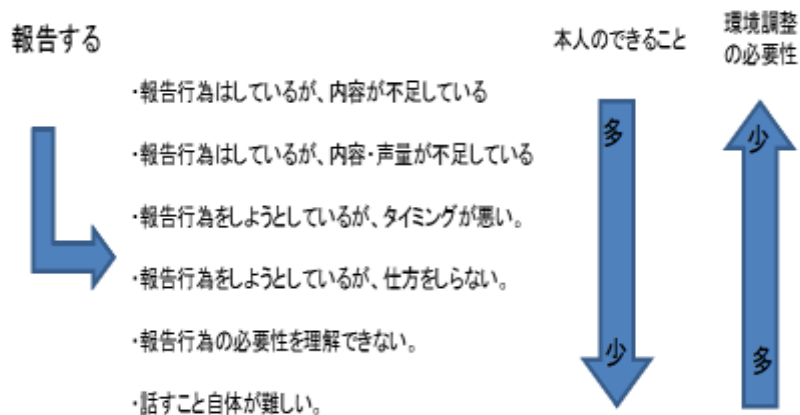 報告する
本人のできること
環境調整
の必要性
・報告行為はしているが、内容が不足している
・報告行為はしているが、内容・声量が不足している
・報告行為をしようとしているが、タイミングが悪い。
・報告行為をしようとしているが、仕方をしらない。
・報告行為の必要性を理解できない。
・話すこと自体が難しい。
多
少
少
多